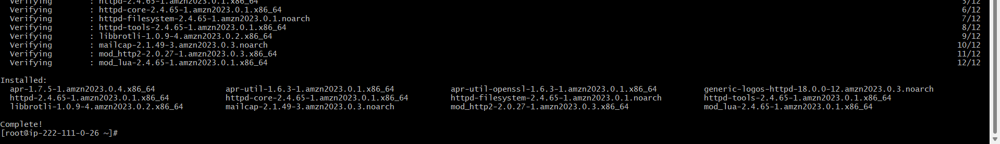 Verifying : httpd-2.4.65-1.amzn2023.0.1.x86_64 5/12
Verifying : httpd-core-2.4.65-1.amzn2023.0.1.x86_64 6/12
Verifying : httpd-filesystem-2.4.65-1.amzn2023.0.1.noarch 7/12
Verifying : httpd-tools-2.4.65-1.amzn2023.0.1.x86_64 8/12
Verifying : libbrotli-1.0.9-4.amzn2023.0.2.x86_64 9/12
Verifying : mailcap-2.1.49-3.amzn2023.0.3.noarch 10/12
Verifying : mod_http2-2.0.27-1.amzn2023.0.3.x86_64 11/12
Verifying : mod_lua-2.4.65-1.amzn2023.0.1.x86_64 12/12
Installed:
apr-1.7.5-1.amzn2023.0.4.x86_64 apr-util-1.6.3-1.amzn2023.0.1.x86_64 apr-util-openssl-1.6.3-1.amzn2023.0.1.x86_64 generic-logos-httpd-18.0.0-12.amzn2023.0.3.noarch
httpd-2.4.65-1.amzn2023.0.1.x86_64 httpd-core-2.4.65-1.amzn2023.0.1.x86_64 httpd-filesystem-2.4.65-1.amzn2023.0.1.noarch httpd-tools-2.4.65-1.amzn2023.0.1.x86_64
libbrotli-1.0.9-4.amzn2023.0.2.x86_64 mailcap-2.1.49-3.amzn2023.0.3.noarch mod_http2-2.0.27-1.amzn2023.0.3.x86_64 mod_lua-2.4.65-1.amzn2023.0.1.x86_64
Complete!
[root@ip-222-111-0-26 ~]#